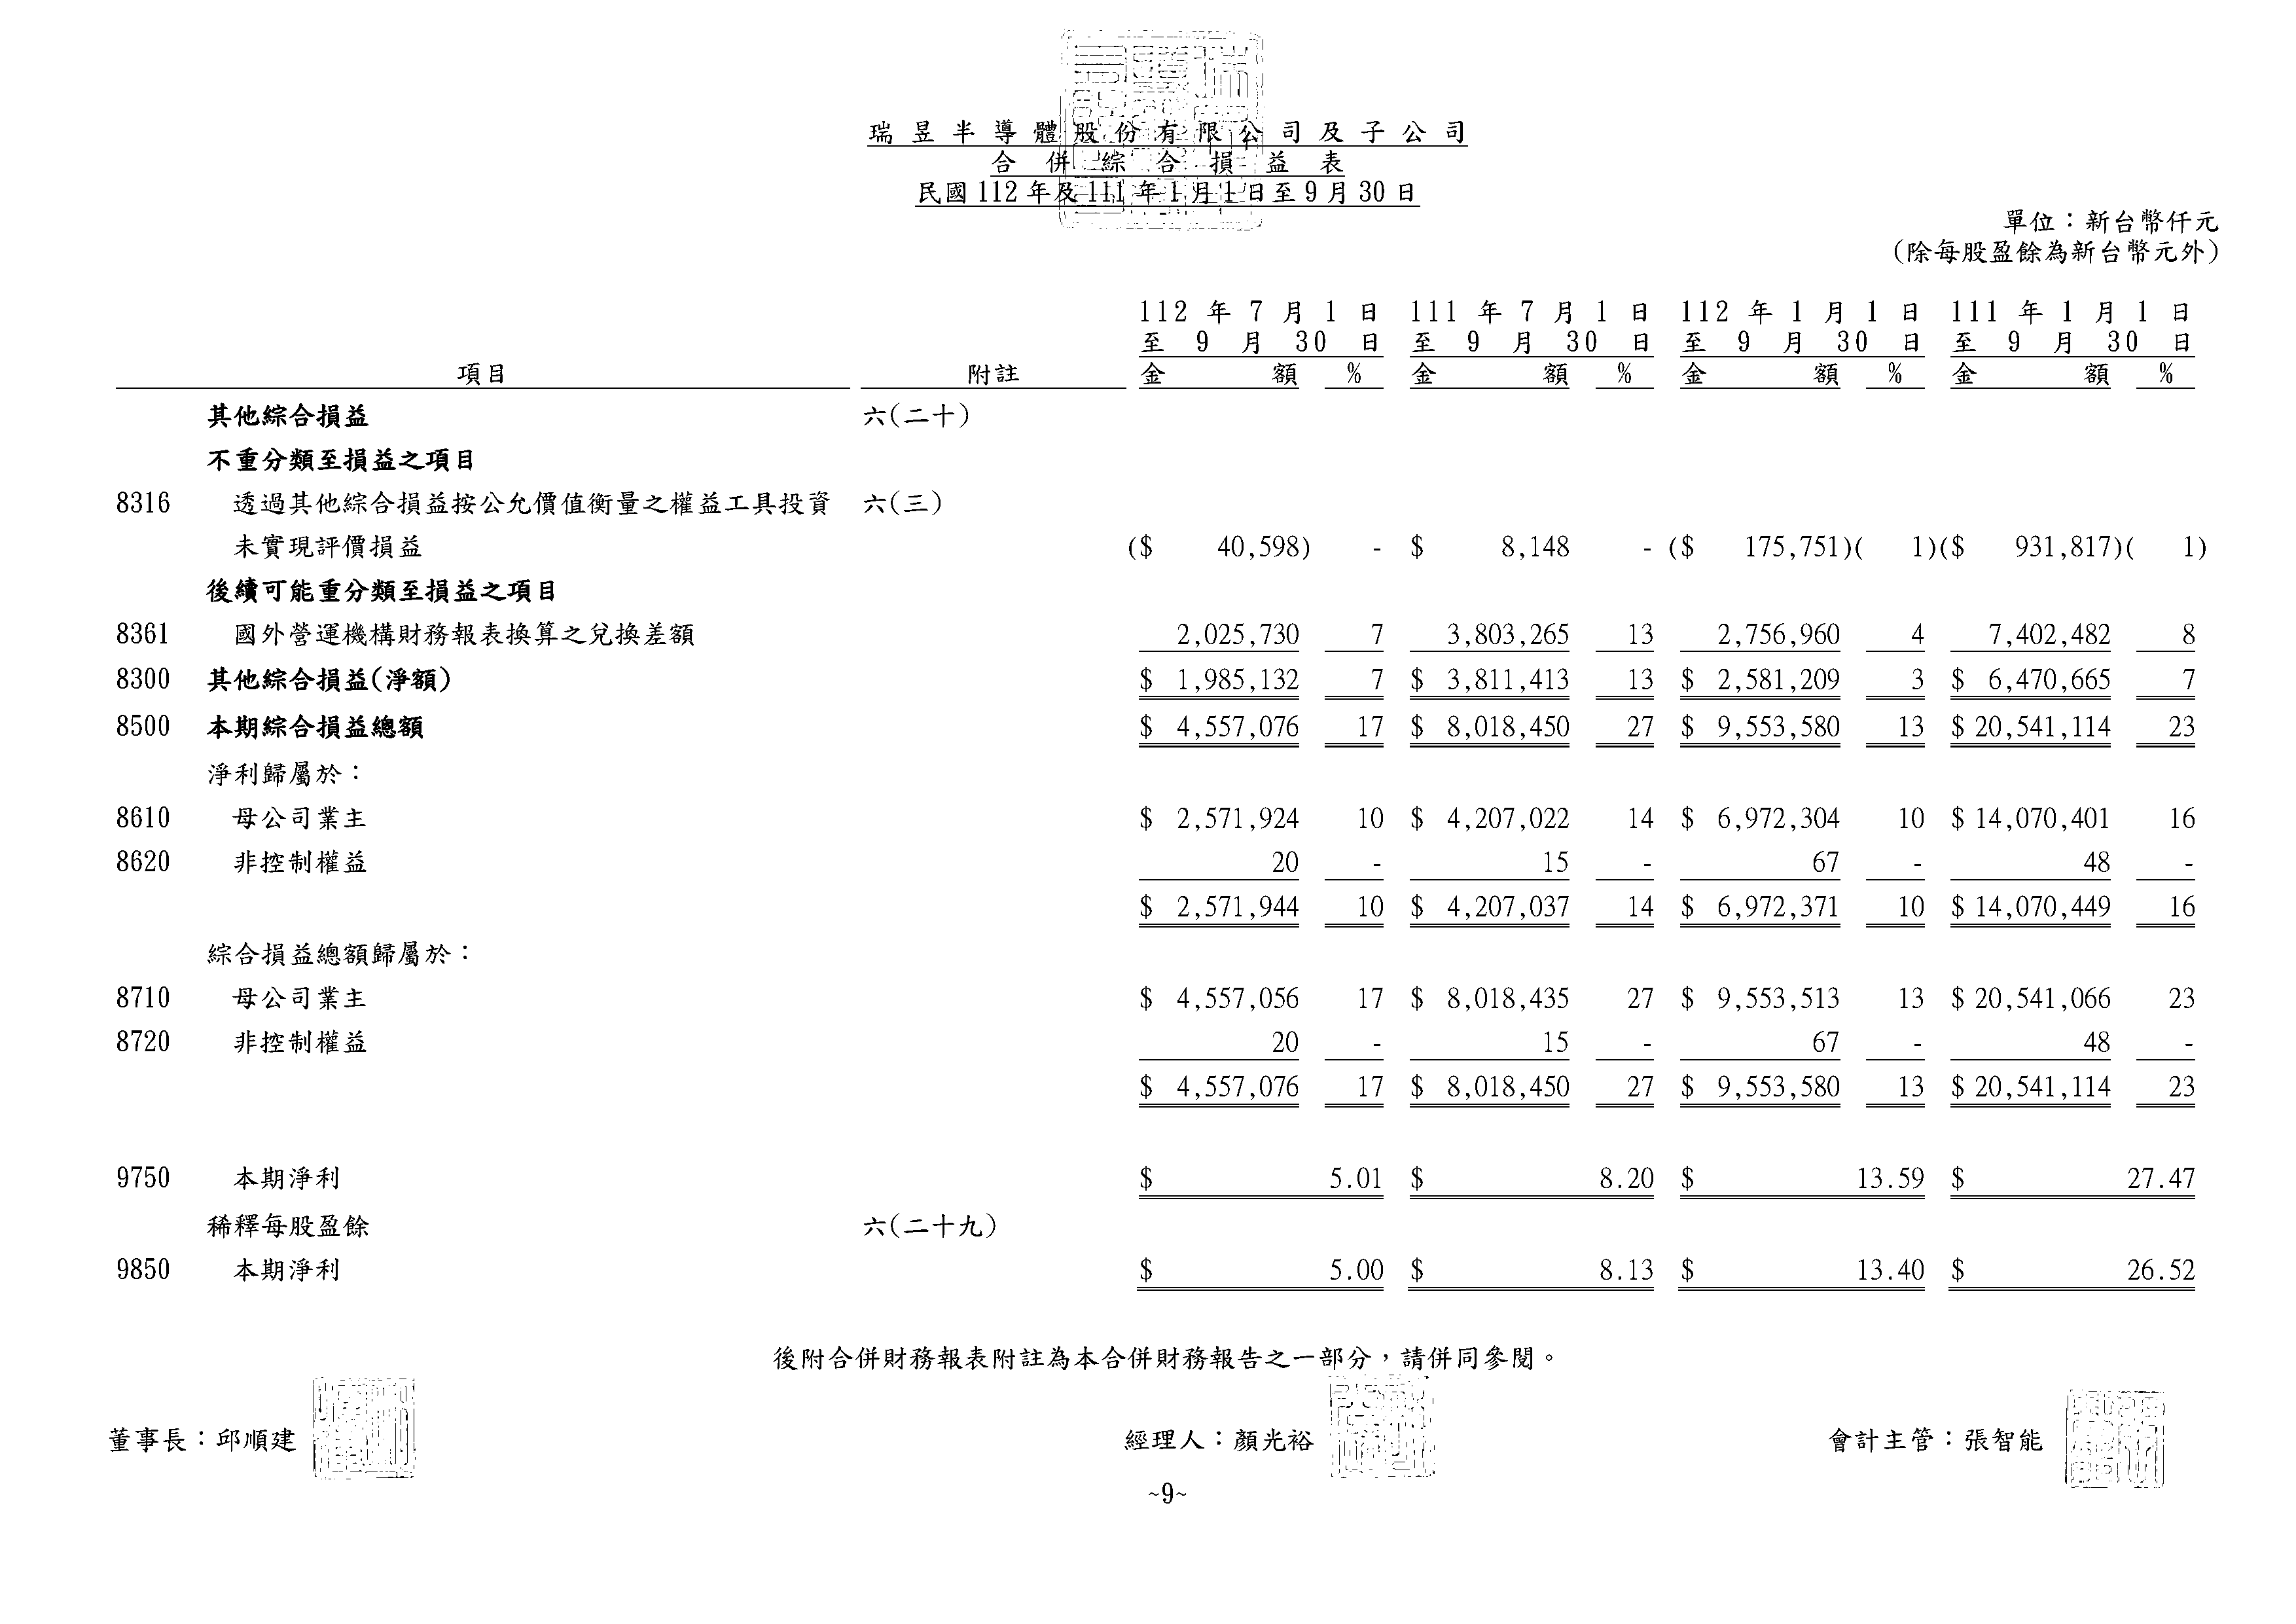 瑞昱半導體股份有限公司及子公司
合併綜合損益表
民國112年及111年1月1日至9月30日
單位：新台幣仟元
(除每股盈餘為新台幣元外)
112年7月1日 111年7月1日 112年1月1日 111年1月1日
至9月30日 至9月30日 至9月30日 至9月30日
項目 附註 金額 % 金額 % 金額 % 金額 %
其他綜合損益 六(二十)
不重分類至損益之項目
8316 透過其他綜合損益按公允價值衡量之權益工具投資 六(三)
未實現評價損益 ($ 40,598) - $ 8,148 - ($ 175,751)( 1)($ 931,817)( 1)
後續可能重分類至損益之項目
8361 國外營運機構財務報表換算之兌換差額 2,025,730 7 3,803,265 13 2,756,960 4 7,402,482 8
8300 其他綜合損益(淨額) $ 1,985,132 7 $ 3,811,413 13 $ 2,581,209 3 $ 6,470,665 7
8500 本期綜合損益總額 $ 4,557,076 17 $ 8,018,450 27 $ 9,553,580 13 $ 20,541,114 23
淨利歸屬於：
8610 母公司業主 $ 2,571,924 10 $ 4,207,022 14 $ 6,972,304 10 $ 14,070,401 16
8620 非控制權益 20 - 15 - 67 - 48 -
$ 2,571,944 10 $ 4,207,037 14 $ 6,972,371 10 $ 14,070,449 16
綜合損益總額歸屬於：
8710 母公司業主 $ 4,557,056 17 $ 8,018,435 27 $ 9,553,513 13 $ 20,541,066 23
8720 非控制權益 20 - 15 - 67 - 48 -
$ 4,557,076 17 $ 8,018,450 27 $ 9,553,580 13 $ 20,541,114 23
9750 本期淨利 $ 5.01 $ 8.20 $ 13.59 $ 27.47
稀釋每股盈餘 六(二十九)
9850 本期淨利 $ 5.00 $ 8.13 $ 13.40 $ 26.52
後附合併財務報表附註為本合併財務報告之一部分，請併同參閱。
董事長：邱順建 經理人：顏光裕 會計主管：張智能
~9~